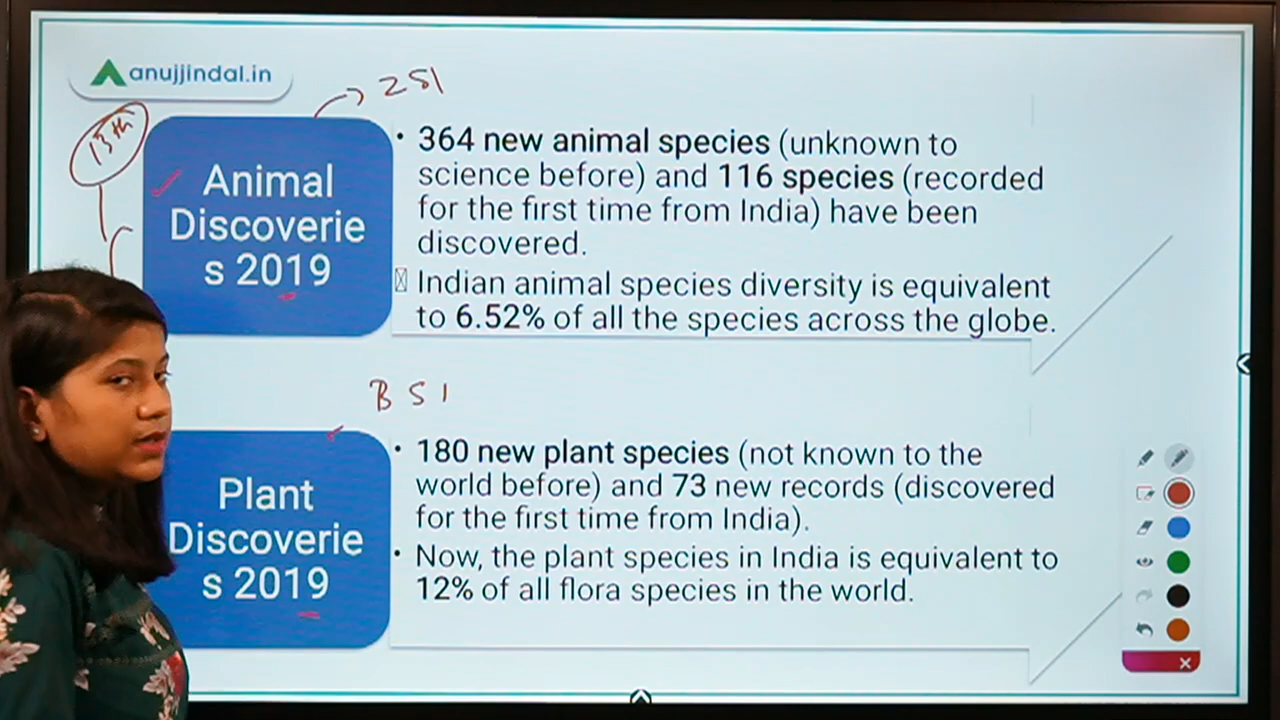 anujjindal.in
ZSI
13th
Animal
Discoverie
s 2019
• 364 new animal species (unknown to
science before) and 116 species (recorded
for the first time from India) have been
discovered.
Indian animal species diversity is equivalent
to 6.52% of all the species across the globe.
BSI
Plant
Discoverie
s 2019
• 180 new plant species (not known to the
world before) and 73 new records (discovered
for the first time from India).
• Now, the plant species in India is equivalent to
12% of all flora species in the world.